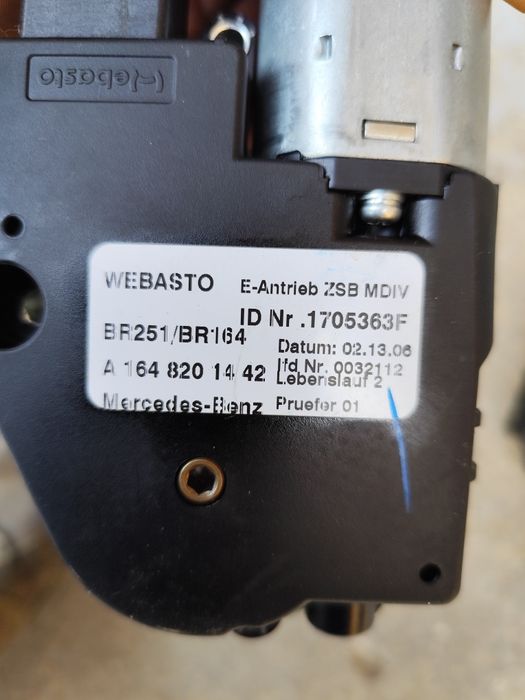 Webasto
WEBASTO E-Antrieb ZSB MDIV
ID Nr .1705363F
BR251/BR164
Datum: 02.13.06
lfd Nr. 0032112
A 164 820 14 42 Lebenslauf 2
Mercedes-Benz Pruefer 01